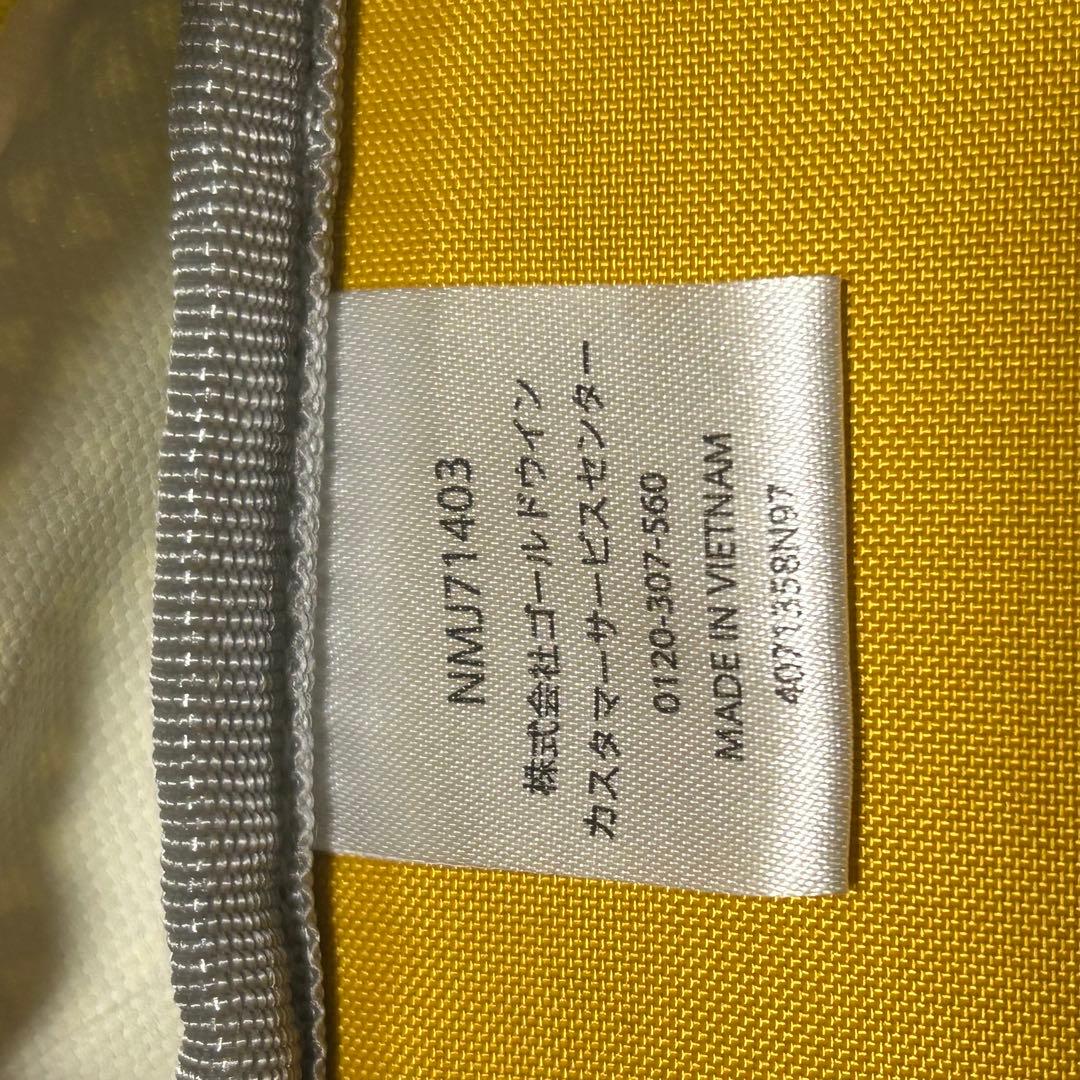 NMJ71403
株式会社ゴールドウイン
カスタマーサービスセンター
0120-307-560
MADE IN VIETNAM
4071358N97